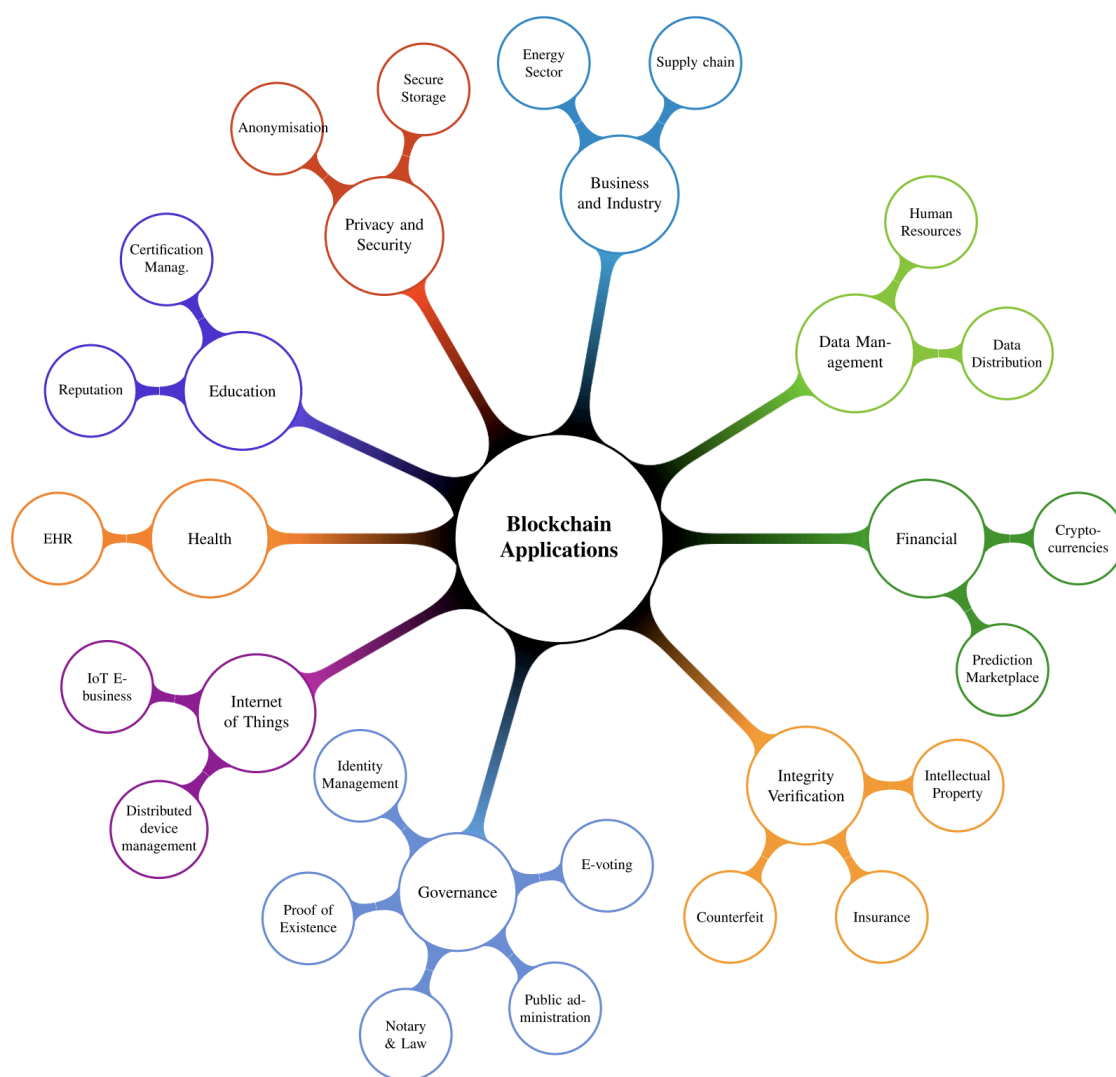 Blockchain
Applications
Business
and Industry
Energy
Sector
Supply chain
Data Man-
agement
Human
Resources
Data
Distribution
Financial
Crypto-
currencies
Prediction
Marketplace
Integrity
Verification
Intellectual
Property
Insurance
Counterfeit
Governance
E-voting
Public ad-
ministration
Notary
& Law
Proof of
Existence
Identity
Management
Internet
of Things
Distributed
device
management
IoT E-
business
Health
EHR
Education
Reputation
Certification
Manag.
Privacy and
Security
Anonymisation
Secure
Storage